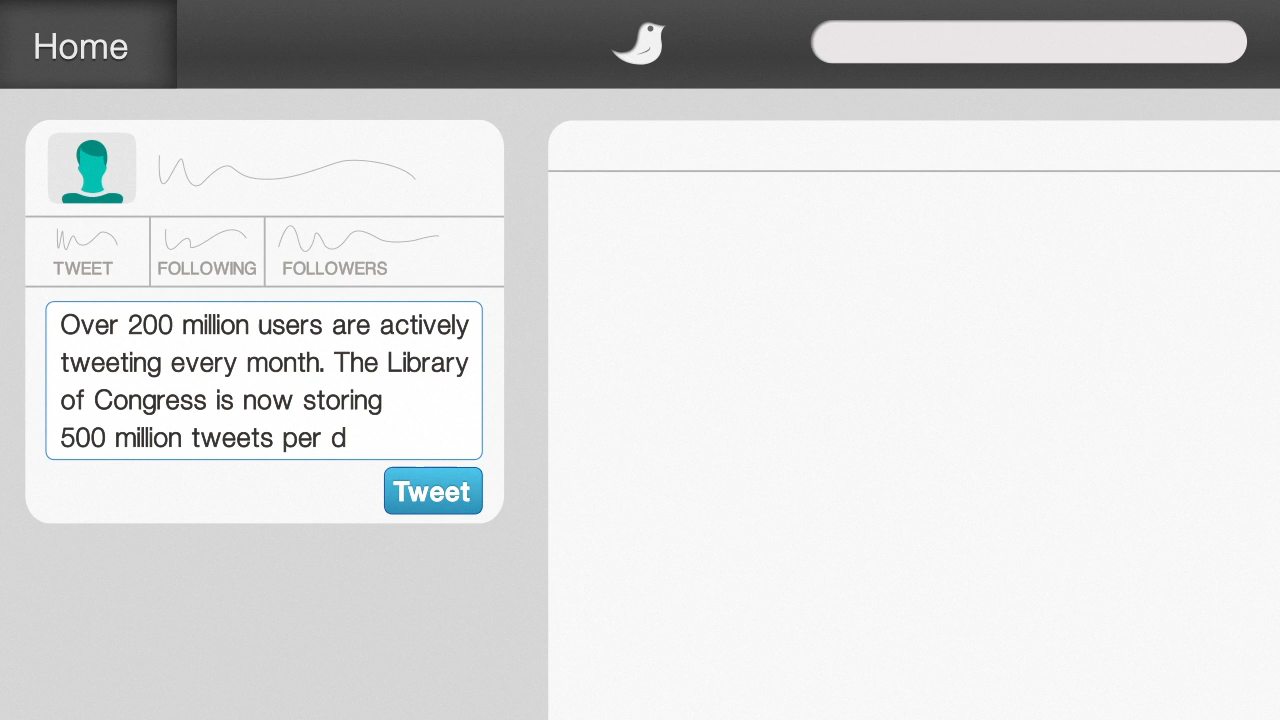 Home
TWEET
FOLLOWING
FOLLOWERS
Over 200 million users are actively
tweeting every month. The Library
of Congress is now storing
500 million tweets per d
Tweet